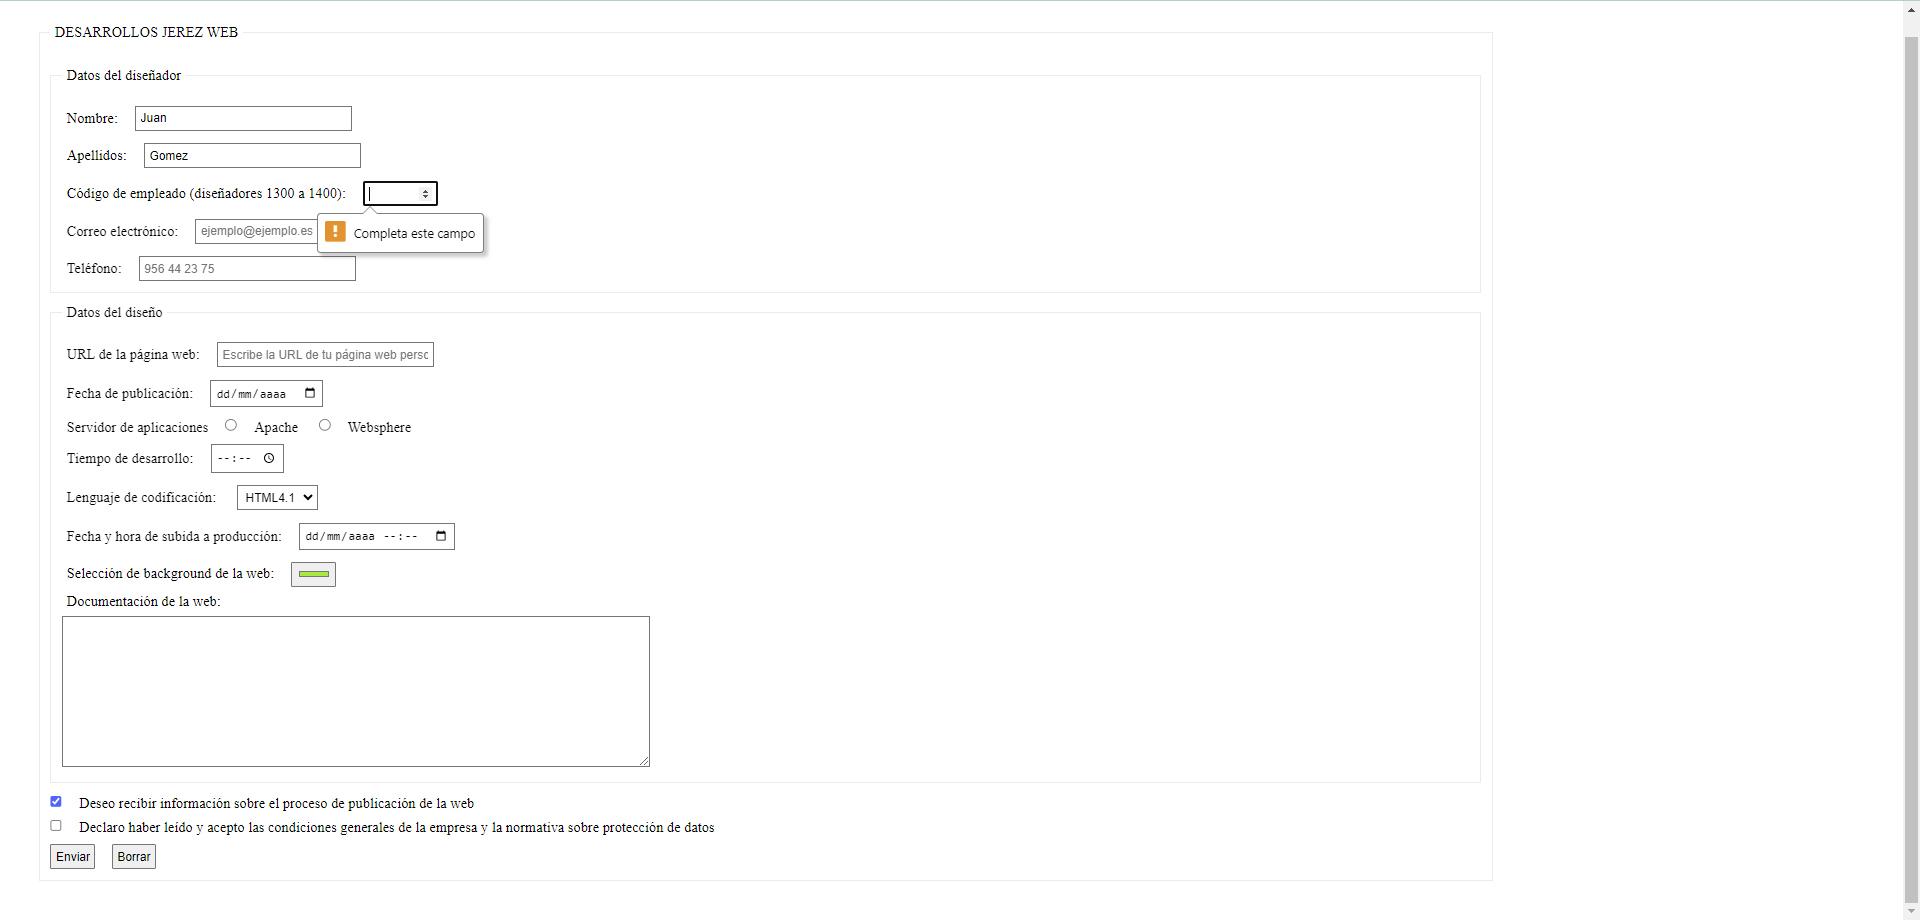 DESARROLLOS JEREZ WEB
Datos del diseñador
Nombre: Juan
Apellidos: Gomez
Código de empleado (diseñadores 1300 a 1400):
Correo electrónico: ejemplo@ejemplo.es
Completa este campo
Teléfono: 956 44 23 75
Datos del diseño
URL de la página web: Escribe la URL de tu página web perso
Fecha de publicación: dd/mm/aaaa
Servidor de aplicaciones Apache Websphere
Tiempo de desarrollo: --:--
Lenguaje de codificación: HTML4.1
Fecha y hora de subida a producción: dd/mm/aaaa --:--
Selección de background de la web:
Documentación de la web:
Deseo recibir información sobre el proceso de publicación de la web
Declaro haber leído y acepto las condiciones generales de la empresa y la normativa sobre protección de datos
Enviar Borrar